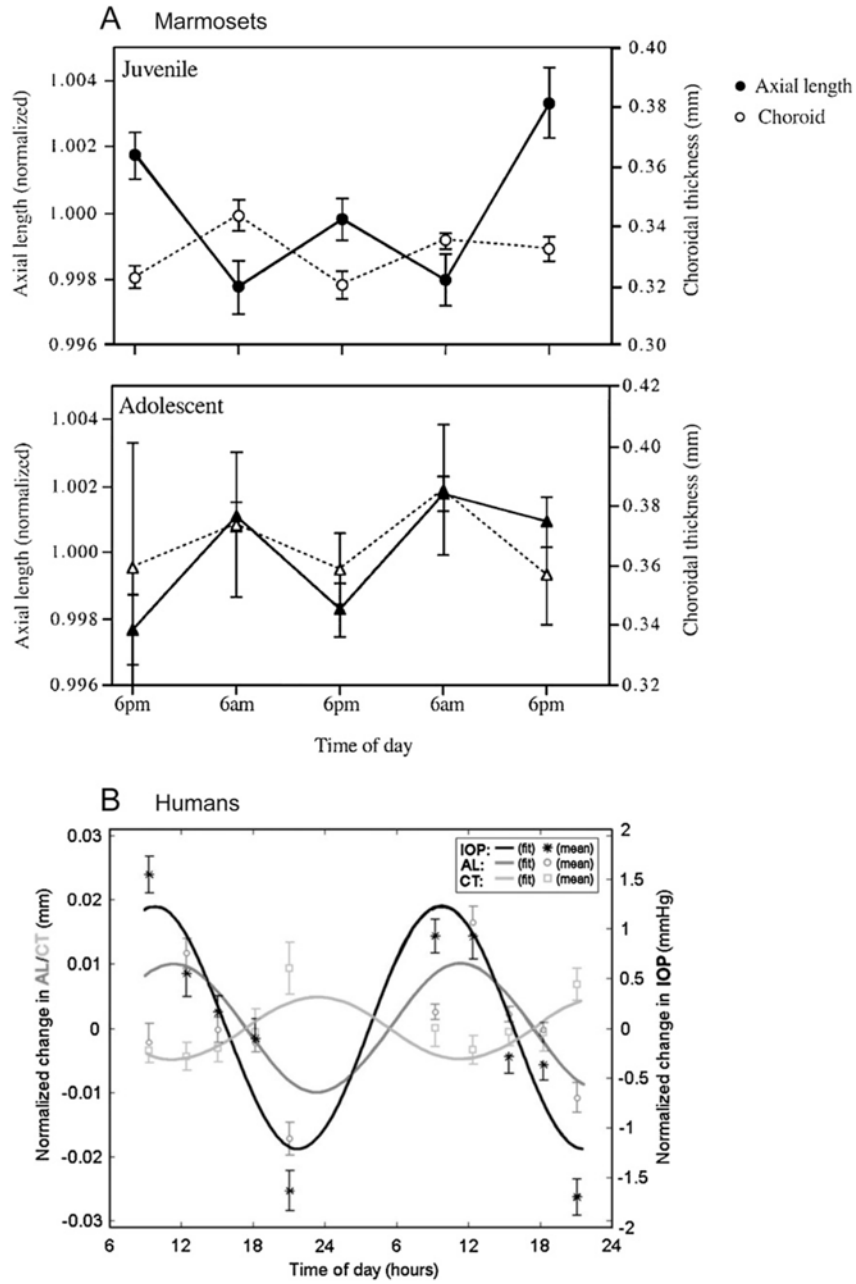 A Marmosets
Juvenile
Axial length (normalized)
1.004
1.002
1.000
0.998
0.996
0.40
0.38
0.36
0.34
0.32
0.30
Choroidal thickness (mm)
Axial length
Choroid
Adolescent
Axial length (normalized)
1.004
1.002
1.000
0.998
0.996
0.42
0.40
0.38
0.36
0.34
0.32
Choroidal thickness (mm)
6pm 6am 6pm 6am 6pm
Time of day
B Humans
Normalized change in AL/CT (mm)
0.03
0.02
0.01
0
-0.01
-0.02
-0.03
IOP: (fit) (mean)
AL: (fit) (mean)
CT: (fit) (mean)
2
1.5
1
0.5
0
-0.5
-1
-1.5
-2
Normalized change in IOP (mmHg)
6 12 18 24 6 12 18 24
Time of day (hours)